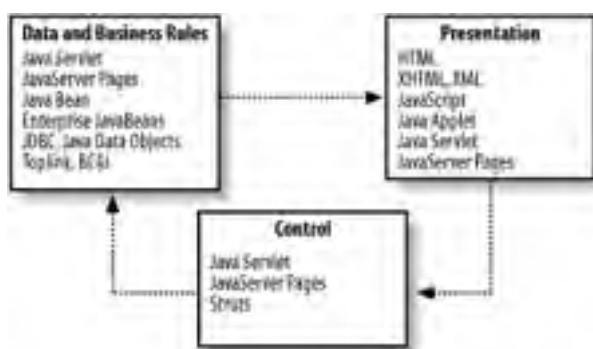 Data and Business Rules
Java Servlet
JavaServer Pages
Java Bean
Enterprise JavaBeans
JDBC, Java Data Objects
Toplink, BC4J
Presentation
HTML
XHTML, XML
JavaScript
Java Applet
Java Servlet
JavaServer Pages
Control
Java Servlet
JavaServer Pages
Struts